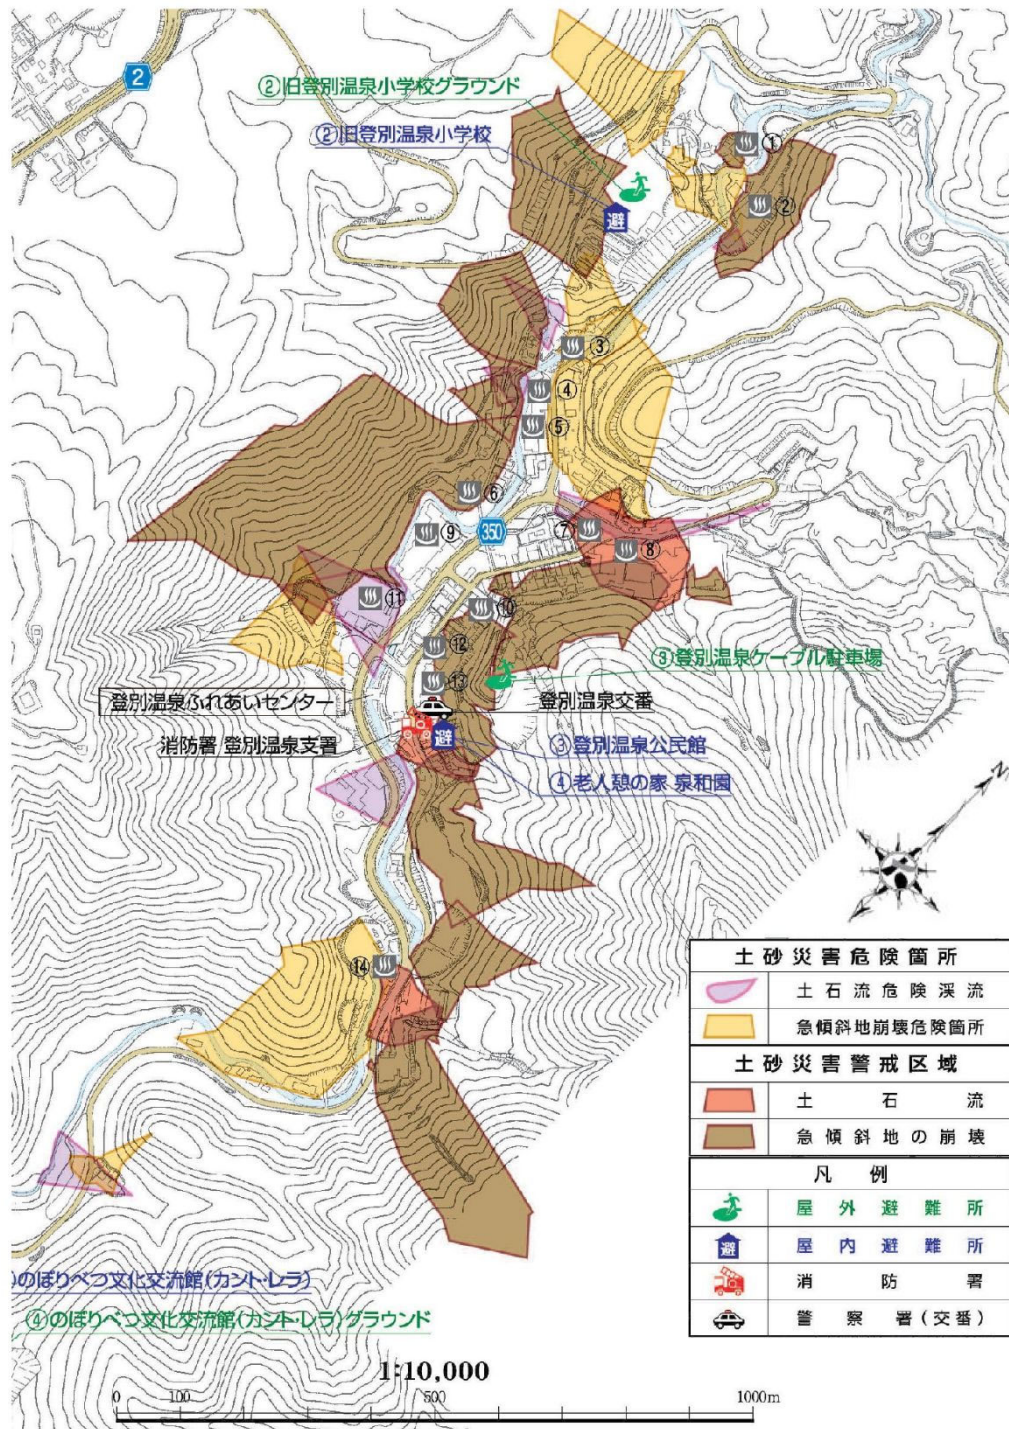 2
②旧登別温泉小学校グラウンド
②旧登別温泉小学校
避
①
②
③
④
⑤
⑥
⑦
⑧
⑨
350
⑩
⑪
⑫
⑬
③登別温泉ケーブル駐車場
登別温泉ふれあいセンター
登別温泉交番
消防署 登別温泉支署
避
③登別温泉公民館
④老人憩の家 泉和園
N
⑭
土砂災害危険箇所
土石流危険渓流
急傾斜地崩壊危険箇所
土砂災害警戒区域
土石流
急傾斜地の崩壊
凡例
屋外避難所
避 屋内避難所
消防署
警察署(交番)
のぼりべつ文化交流館(カント・レラ)
④のぼりべつ文化交流館(カント・レラ)グラウンド
1:10,000
0 100 500 1000m